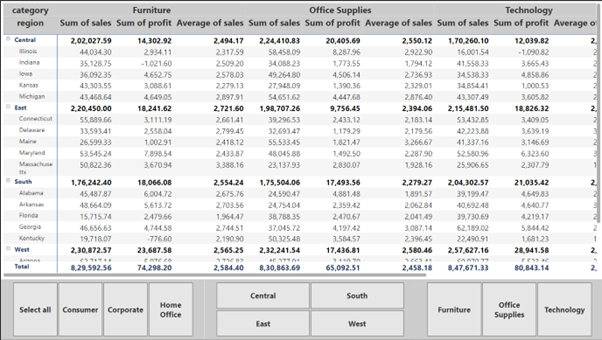 category Furniture Office Supplies Technology
region Sum of sales Sum of profit Average of sales Sum of sales Sum of profit Average of sales Sum of sales Sum of profit Average o
Central 2,02,027.59 14,302.92 2,494.17 2,24,410.83 20,405.69 2,550.12 1,70,260.10 12,039.82 2,
Illinois 44,034.30 2,934.11 2,317.59 58,458.09 8,287.96 2,922.90 16,001.54 -1,090.82 2
Indiana 35,128.75 -1,021.60 2,509.20 34,088.23 1,773.55 1,794.12 41,558.33 3,665.43 2
Iowa 36,092.35 4,652.75 2,578.03 49,264.80 4,506.14 2,736.93 34,538.33 4,858.86 2
Kansas 43,303.55 3,088.61 2,279.13 27,948.09 1,390.36 2,329.01 34,854.41 1,000.53 2
Michigan 43,468.64 4,649.05 2,897.91 54,651.62 4,447.68 2,876.40 43,307.49 3,605.82 2
East 2,20,450.00 18,241.62 2,721.60 1,98,707.26 9,756.45 2,394.06 2,15,481.50 18,826.32 2,
Connecticut 55,889.66 3,111.19 2,661.41 39,296.53 2,433.12 2,183.14 53,432.85 3,409.05 2
Delaware 33,593.41 2,558.04 2,799.45 32,693.47 1,179.29 2,179.56 42,223.88 3,639.19 3
Maine 26,599.33 1,002.91 2,418.12 55,533.45 1,821.47 3,266.67 41,337.16 3,146.69 2
Maryland 53,545.24 7,898.54 2,433.87 48,045.88 1,492.50 2,287.90 52,580.96 6,323.60 3
Massachuse 50,822.36 3,670.94 3,388.16 23,137.93 2,830.07 1,928.16 25,906.65 2,307.79
tts
South 1,76,242.40 18,066.08 2,554.24 1,75,504.06 17,493.56 2,279.27 2,04,302.57 21,035.42 2,
Alabama 45,487.87 6,004.72 2,675.76 24,590.47 4,881.48 1,891.57 39,199.47 4,649.83 2
Arkansas 48,664.09 5,613.72 2,703.56 24,754.04 2,359.42 2,062.84 40,692.48 4,640.77 3
Florida 15,715.74 2,479.66 1,964.47 38,788.35 2,470.67 2,041.49 39,730.69 4,219.17 2
Georgia 46,656.63 4,744.58 2,744.51 37,045.72 4,197.42 3,087.14 62,189.02 5,844.42 2
Kentucky 19,718.07 -776.60 2,190.90 50,325.48 3,584.57 2,396.45 22,490.91 1,681.23 1
West 2,30,872.57 23,687.58 2,565.25 2,32,241.54 17,436.81 2,580.46 2,57,627.16 28,941.58 2,
Total 8,29,592.56 74,298.20 2,584.40 8,30,863.69 65,092.51 2,458.18 8,47,671.33 80,843.14 2,
Select all Consumer Corporate Home Office
Central South
East West
Furniture Office Supplies Technology